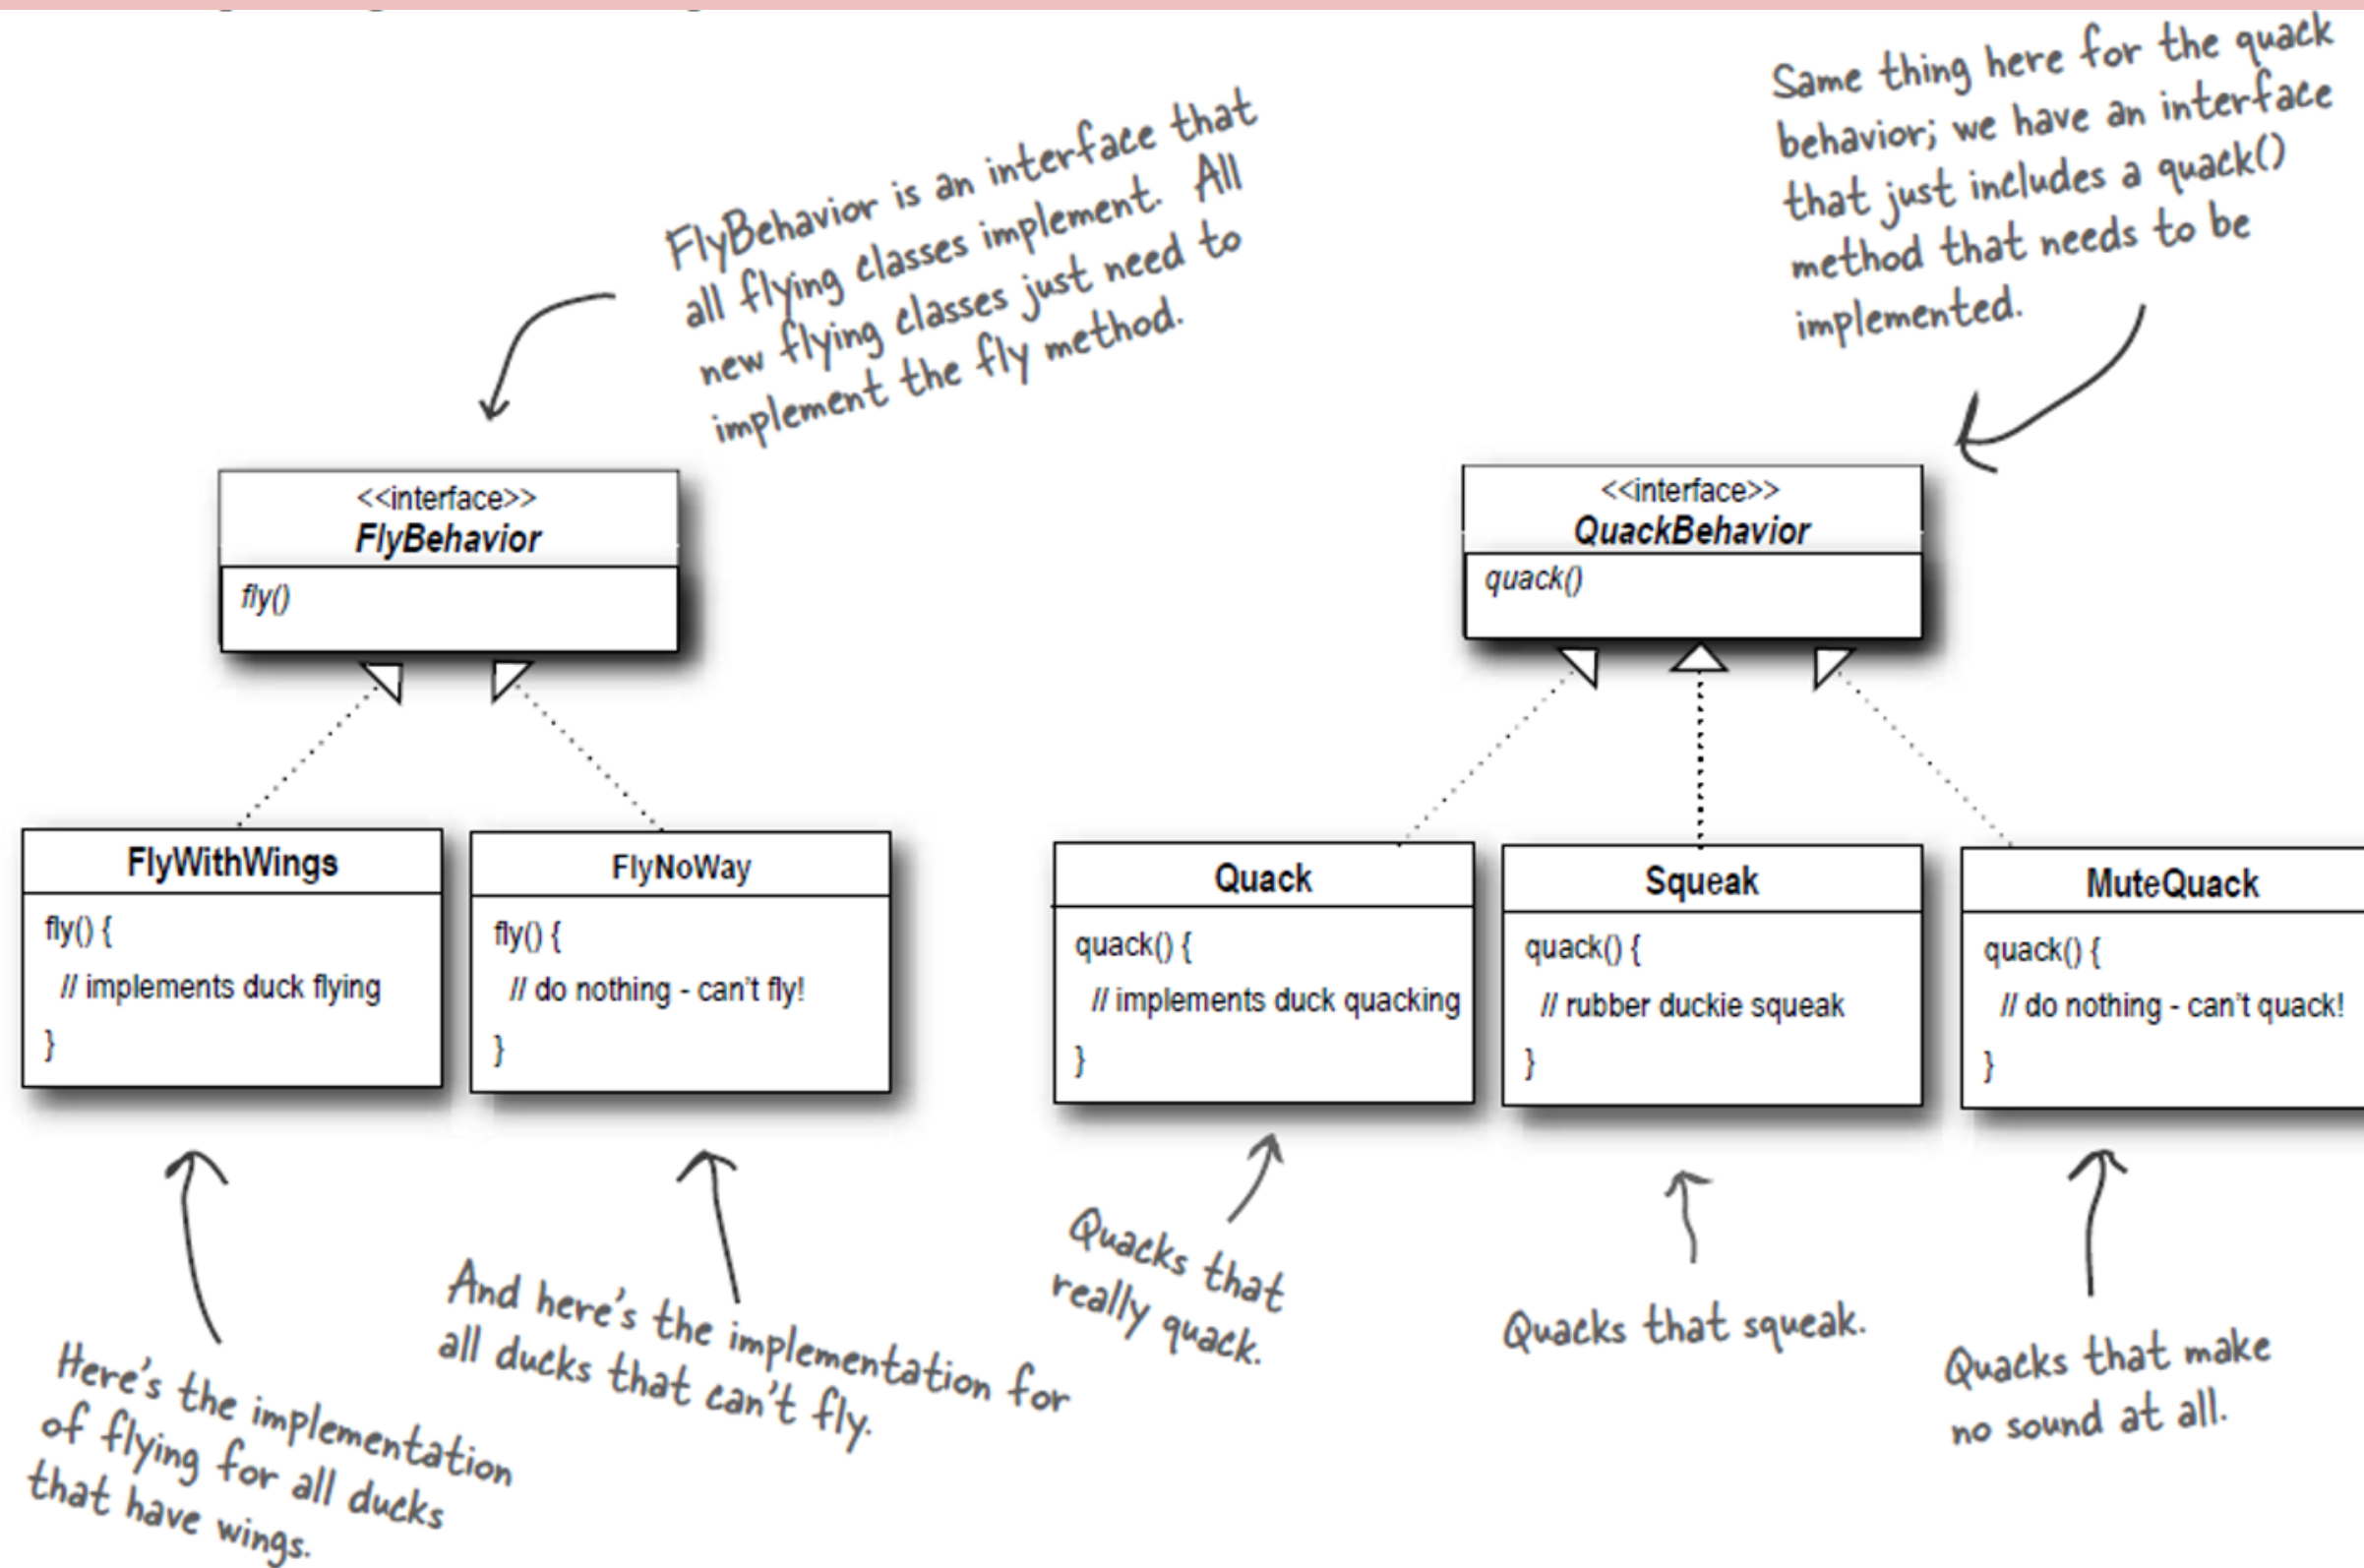 FlyBehavior is an interface that
all flying classes implement. All
new flying classes just need to
implement the fly method.
Same thing here for the quack
behavior; we have an interface
that just includes a quack()
method that needs to be
implemented.
<<interface>>
FlyBehavior
fly()
<<interface>>
QuackBehavior
quack()
FlyWithWings
fly() {
// implements duck flying
}
FlyNoWay
fly() {
// do nothing - can't fly!
}
Quack
quack() {
// implements duck quacking
}
Squeak
quack() {
// rubber duckie squeak
}
MuteQuack
quack() {
// do nothing - can't quack!
}
Here's the implementation
of flying for all ducks
that have wings.
And here's the implementation for
all ducks that can't fly.
Quacks that
really quack.
Quacks that squeak.
Quacks that make
no sound at all.